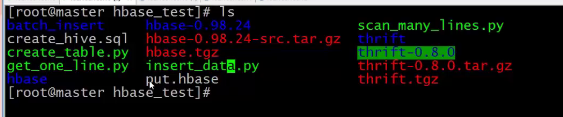 [root@master hbase_test]# ls
batch_insert hbase-0.98.24 scan_many_lines.py
create_hive.sql hbase-0.98.24-src.tar.gz thrift
create_table.py hbase.tgz thrift-0.8.0
get_one_line.py insert_data.py thrift-0.8.0.tar.gz
hbase put.hbase thrift.tgz
[root@master hbase_test]#